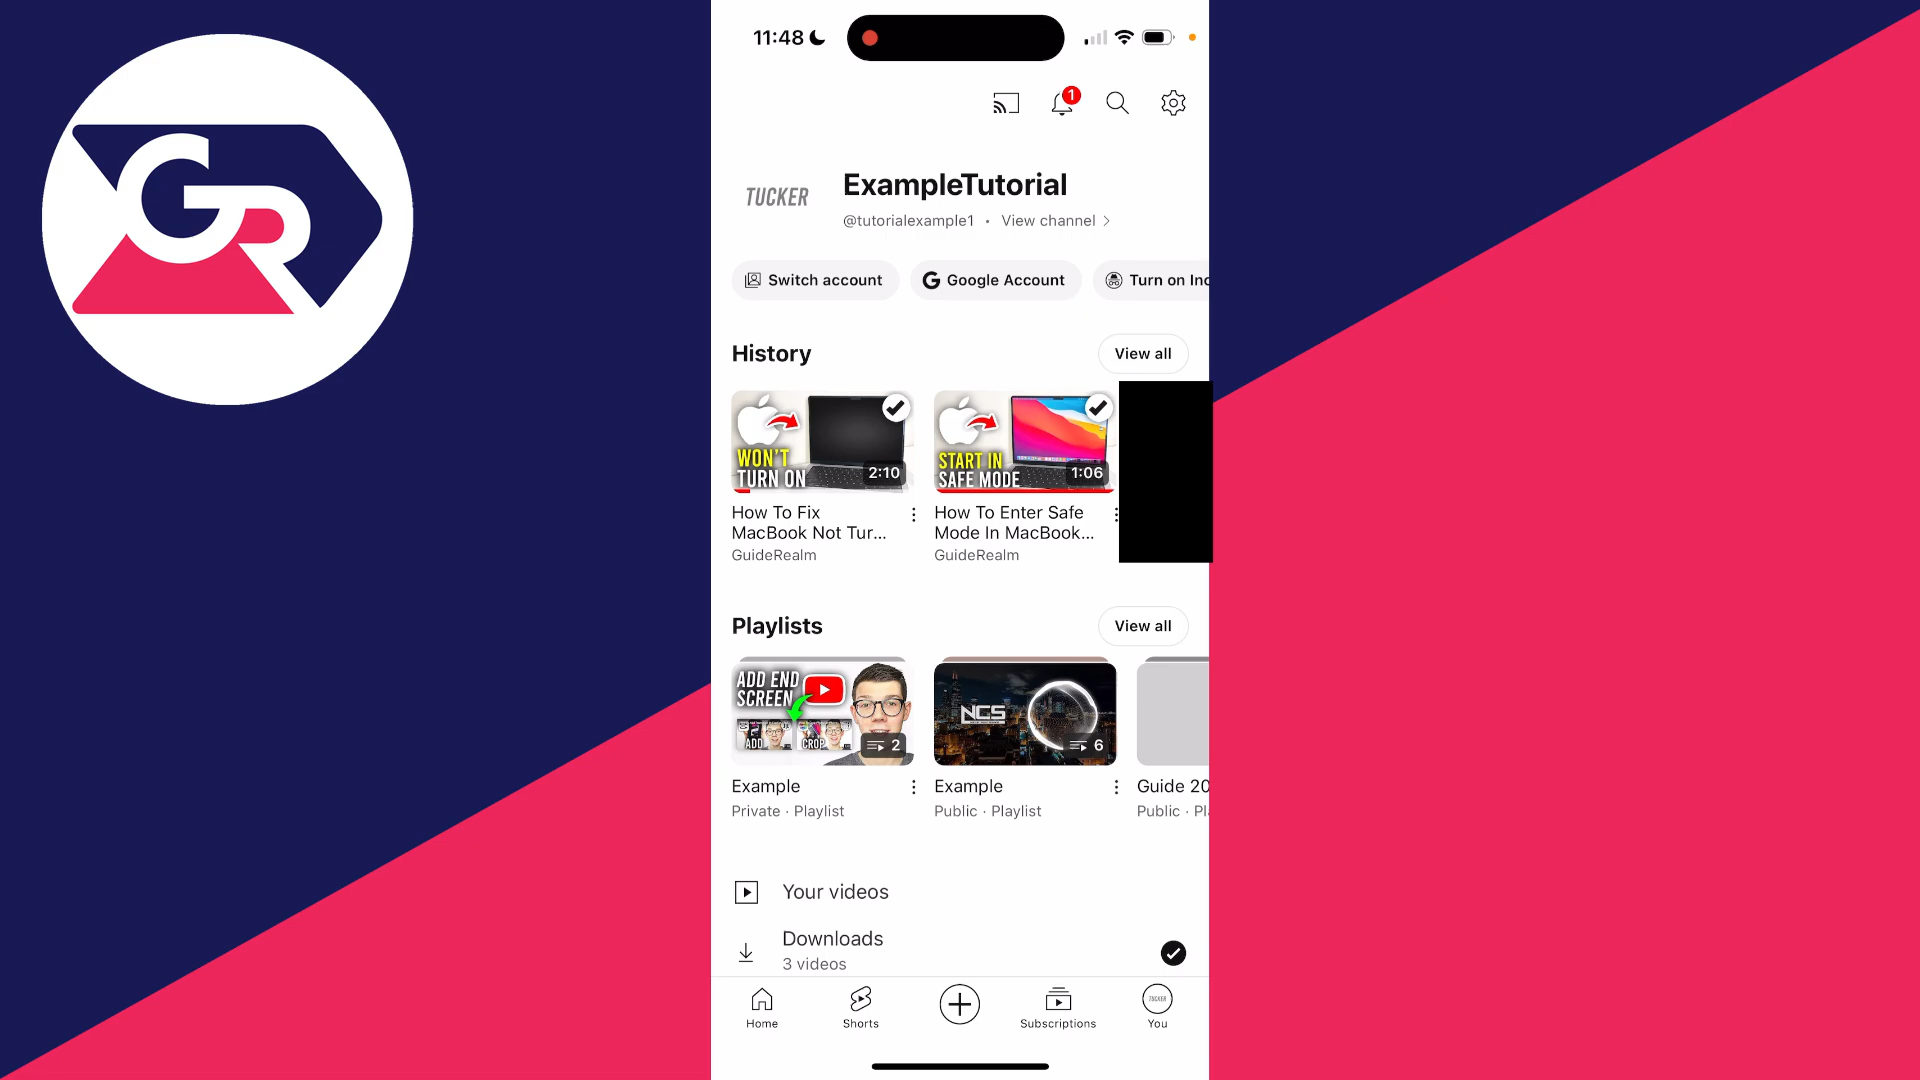 GR
11:48
1
TUCKER
ExampleTutorial
@tutorialexample1 • View channel
Switch account
Google Account
Turn on Inc
History
View all
WON'T
TURN ON
2:10
START IN
SAFE MODE
1:06
How To Fix
MacBook Not Tur...
GuideRealm
How To Enter Safe
Mode In MacBook...
GuideRealm
Playlists
View all
ADD END
SCREEN
ADD
CROP
2
NCS
6
Example
Private · Playlist
Example
Public · Playlist
Guide 20
Public · Pl
Your videos
Downloads
3 videos
Home
Shorts
Subscriptions
TUCKER
You